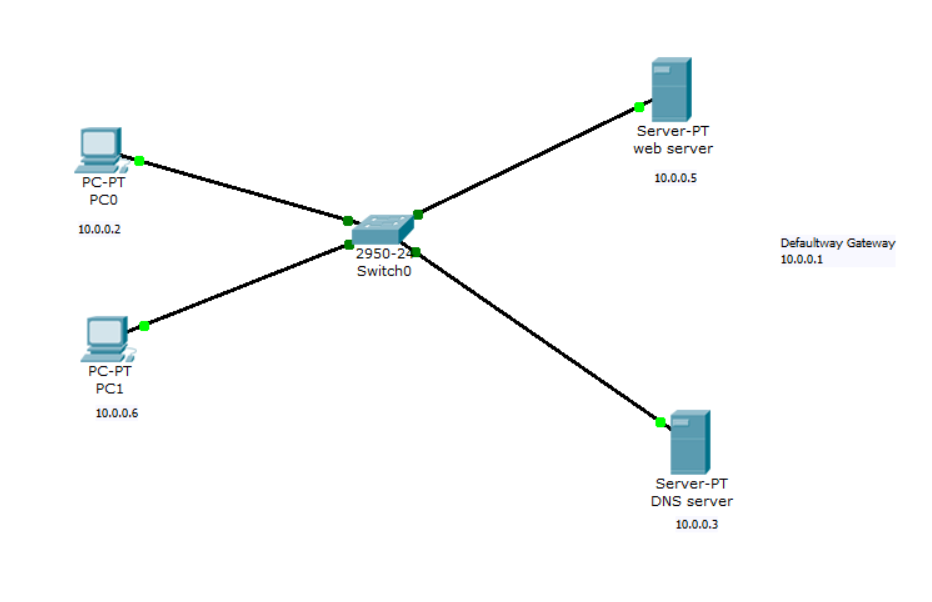 Server-PT
web server
10.0.0.5
PC-PT
PC0
10.0.0.2
2950-24
Switch0
Defaultway Gateway
10.0.0.1
PC-PT
PC1
10.0.0.6
Server-PT
DNS server
10.0.0.3